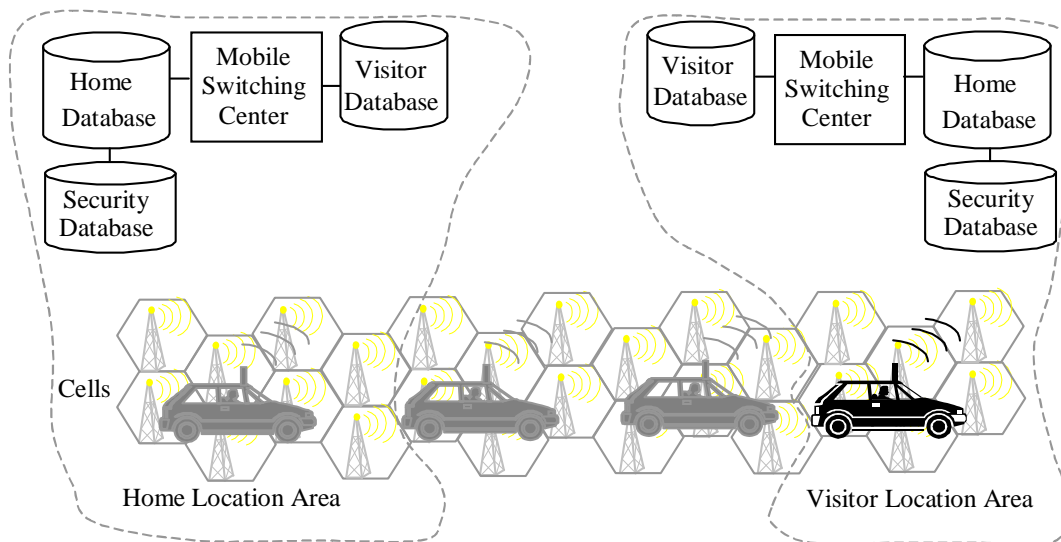 Home
Database
Mobile
Switching
Center
Visitor
Database
Security
Database
Visitor
Database
Mobile
Switching
Center
Home
Database
Security
Database
Cells
Home Location Area
Visitor Location Area